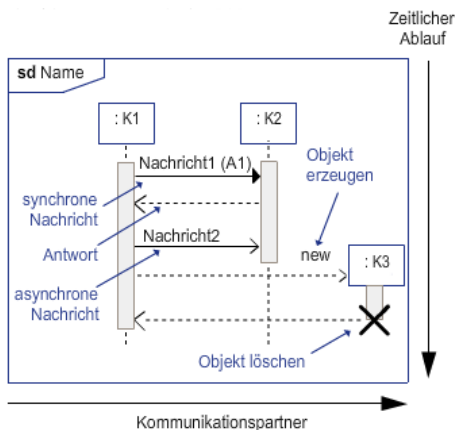 Zeitlicher
Ablauf
sd Name
: K1
: K2
Nachricht1 (A1)
Objekt
erzeugen
synchrone
Nachricht
Antwort
Nachricht2
new
: K3
asynchrone
Nachricht
Objekt löschen
Kommunikationspartner